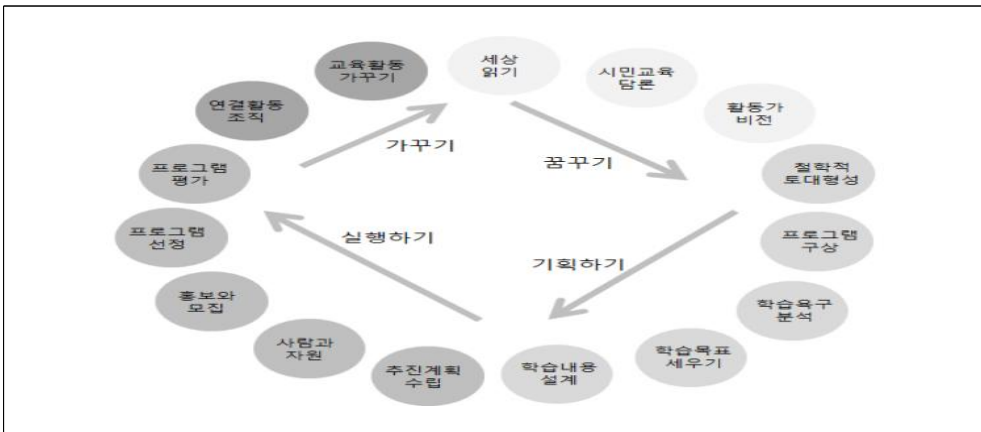 세상
읽기
시민교육
담론
활동가
비전
철학적
토대형성
프로그램
구상
학습욕구
분석
학습목표
세우기
학습내용
설계
추진계획
수립
사람과
자원
홍보와
모집
프로그램
선정
프로그램
평가
연결활동
조직
교육활동
가꾸기
꿈꾸기
기획하기
실행하기
가꾸기